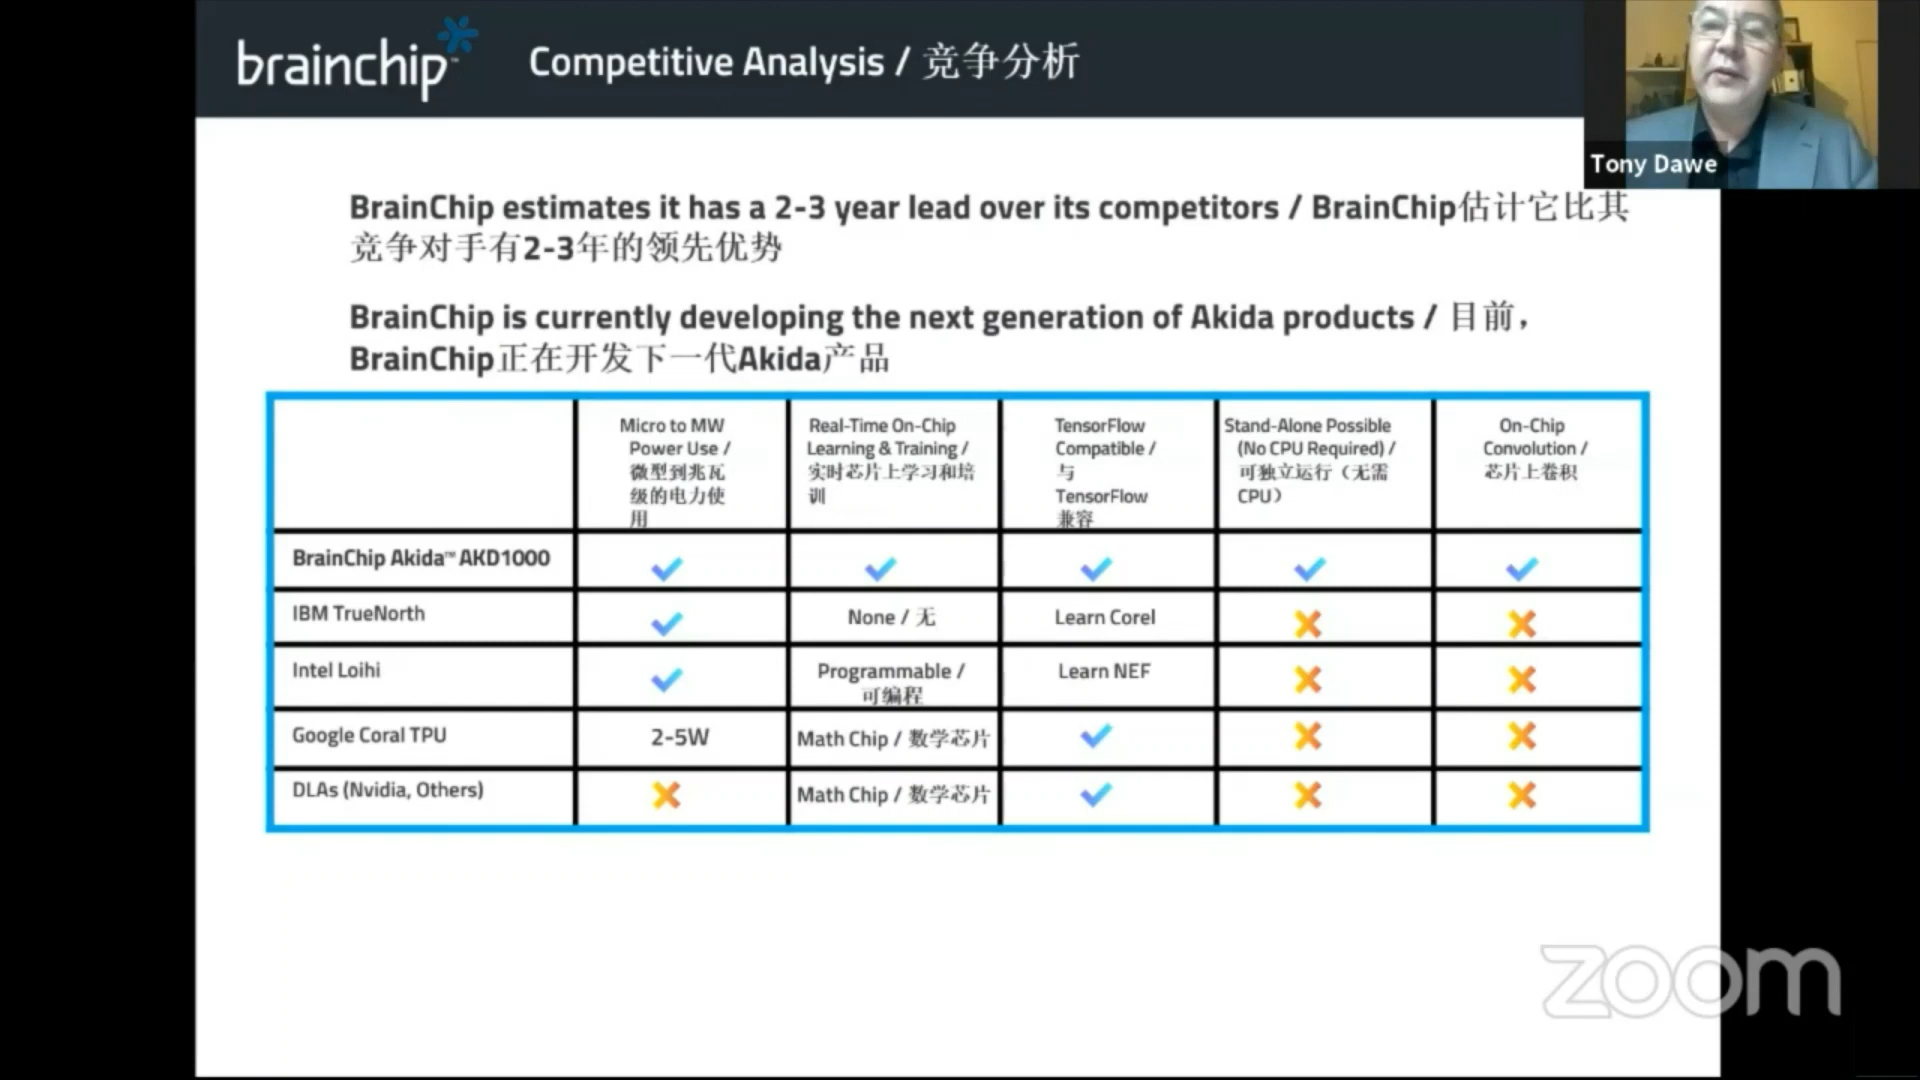 brainchip™
Competitive Analysis / 竞争分析
Tony Dawe
BrainChip estimates it has a 2-3 year lead over its competitors / BrainChip估计它比其
竞争对手有2-3年的领先优势
BrainChip is currently developing the next generation of Akida products / 目前，
BrainChip正在开发下一代Akida产品
Micro to MW
Power Use /
微型到兆瓦
级的电力使
用
Real-Time On-Chip
Learning & Training /
实时芯片上学习和培
训
TensorFlow
Compatible /
与
TensorFlow
兼容
Stand-Alone Possible
(No CPU Required) /
可独立运行（无需
CPU）
On-Chip
Convolution /
芯片上卷积
BrainChip Akida™ AKD1000
IBM TrueNorth
None / 无
Learn Corel
Intel Loihi
Programmable /
可编程
Learn NEF
Google Coral TPU
2-5W
Math Chip / 数学芯片
DLAs (Nvidia, Others)
Math Chip / 数学芯片
zoom